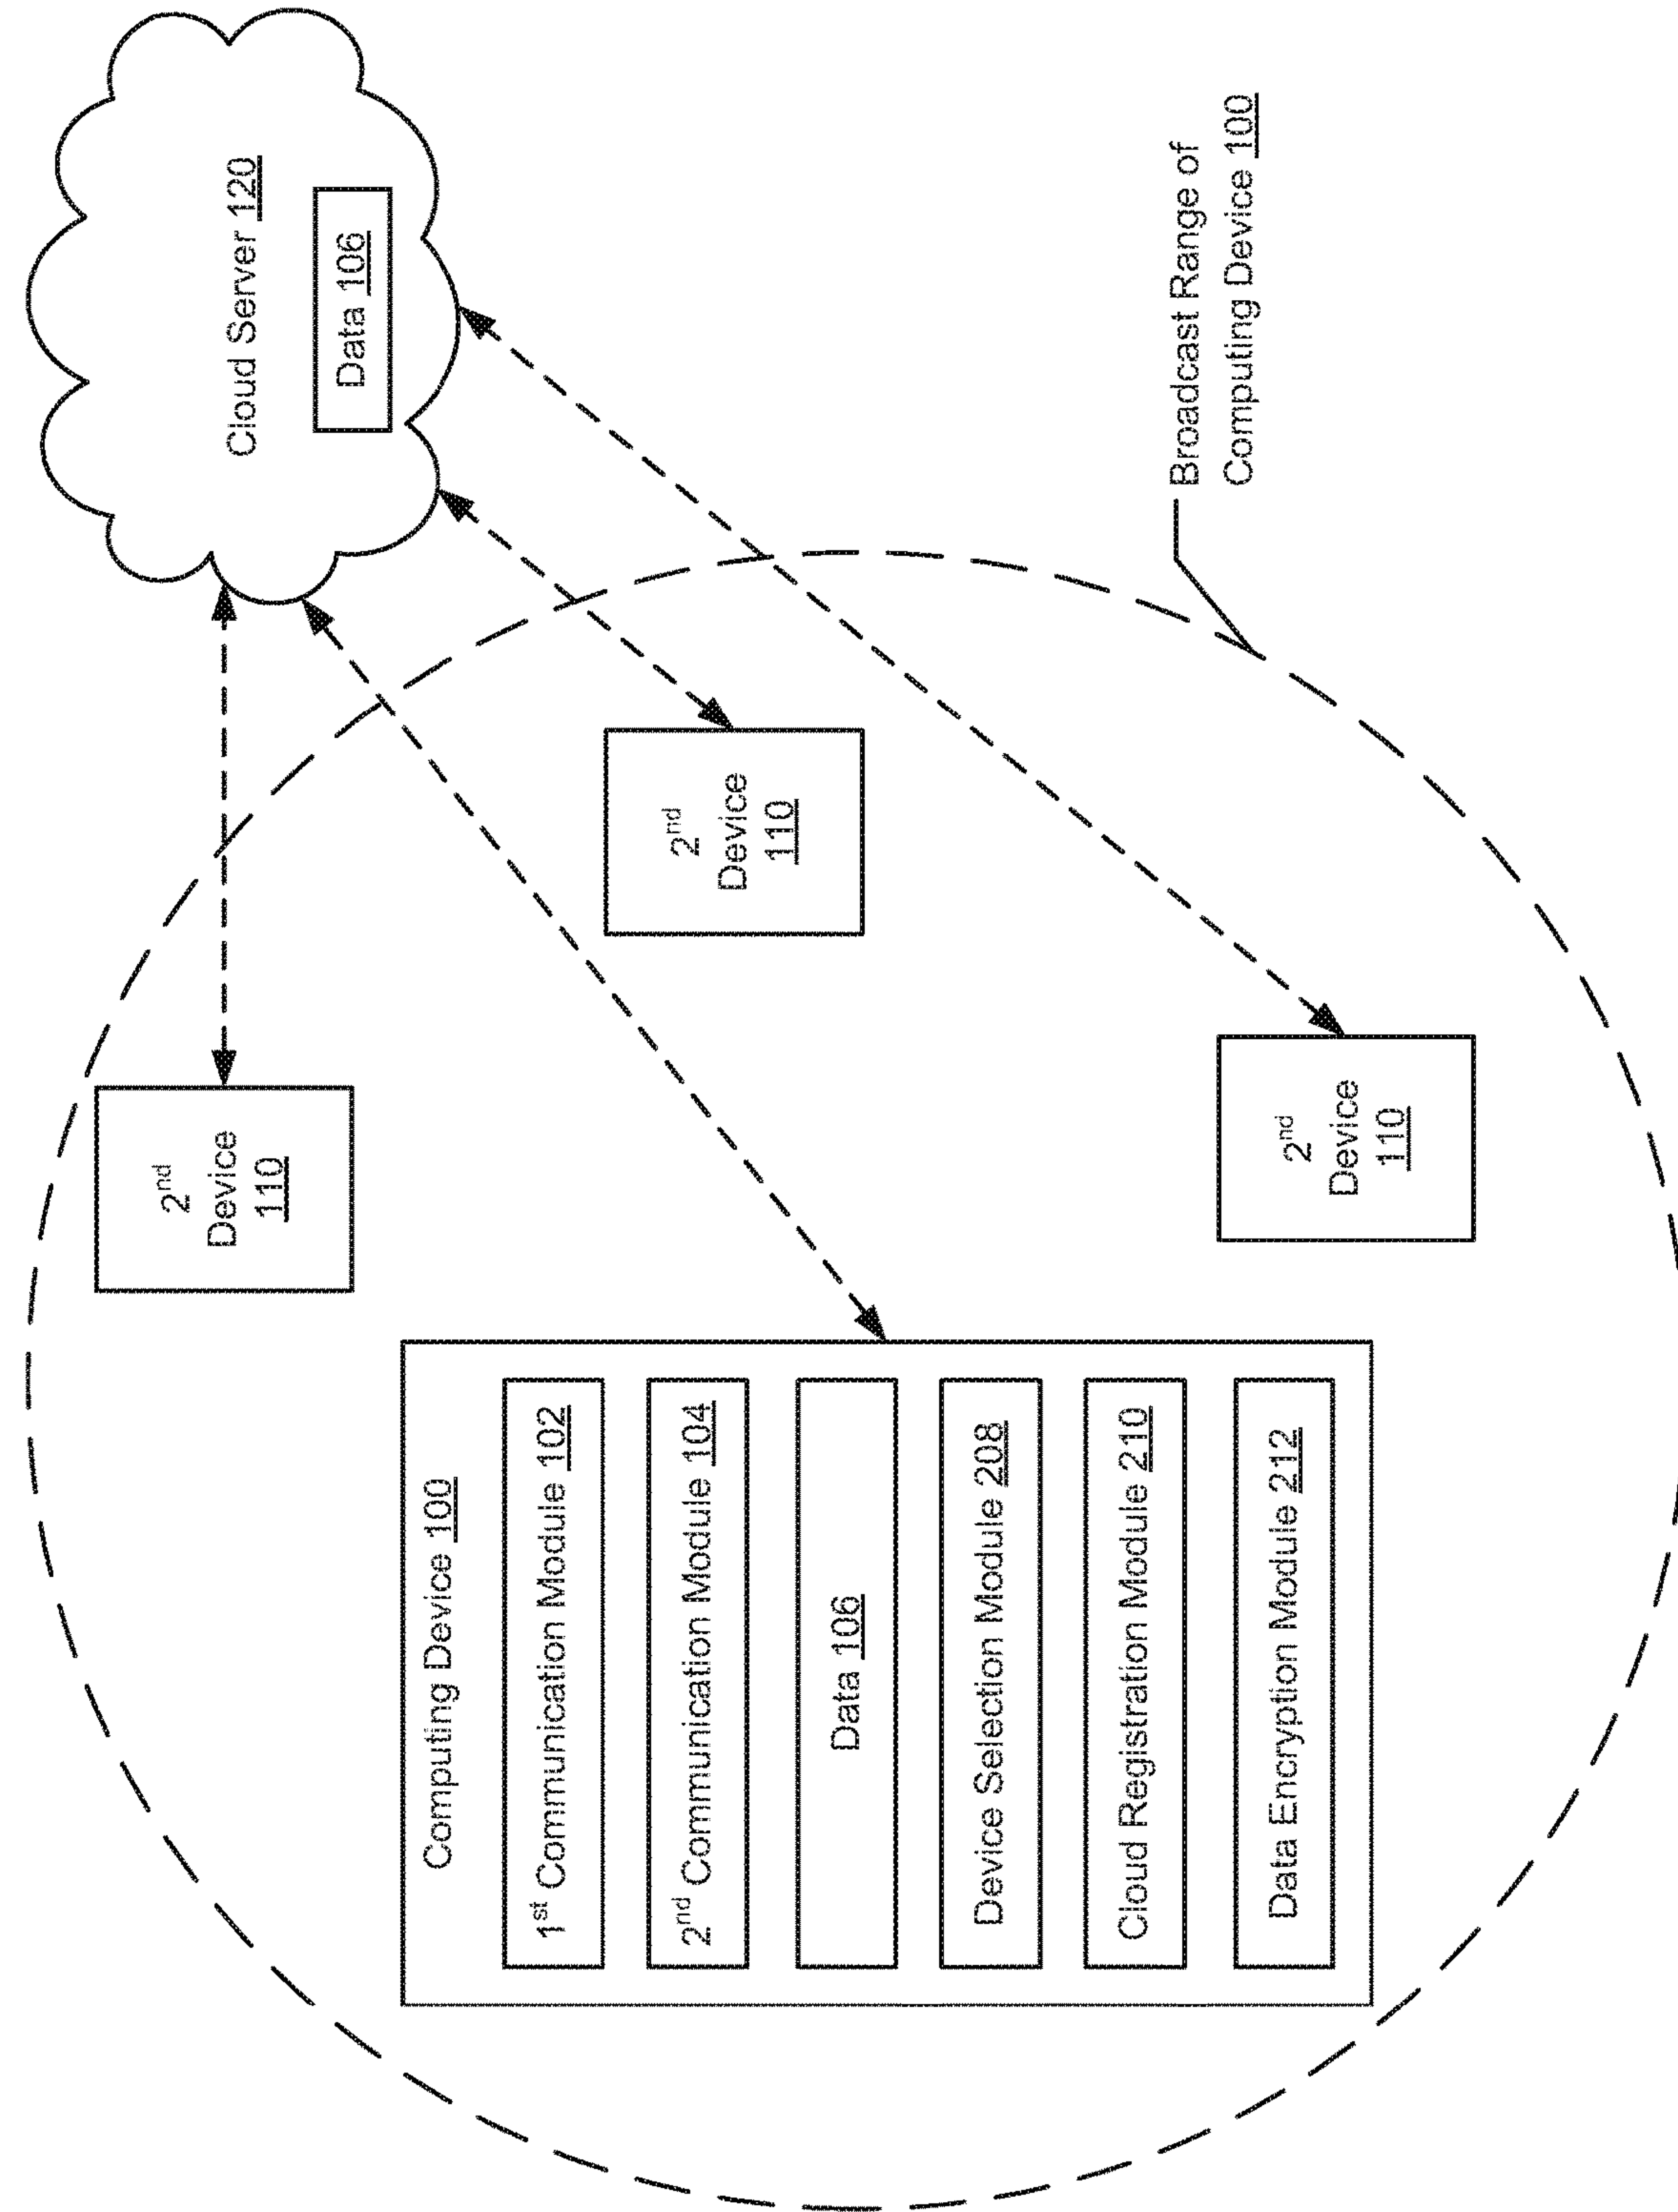 Cloud Server 120
Data 106
2nd
Device
110
2nd
Device
110
2nd
Device
110
Broadcast Range of
Computing Device 100
Computing Device 100
1st Communication Module 102
2nd Communication Module 104
Data 106
Device Selection Module 208
Cloud Registration Module 210
Data Encryption Module 212